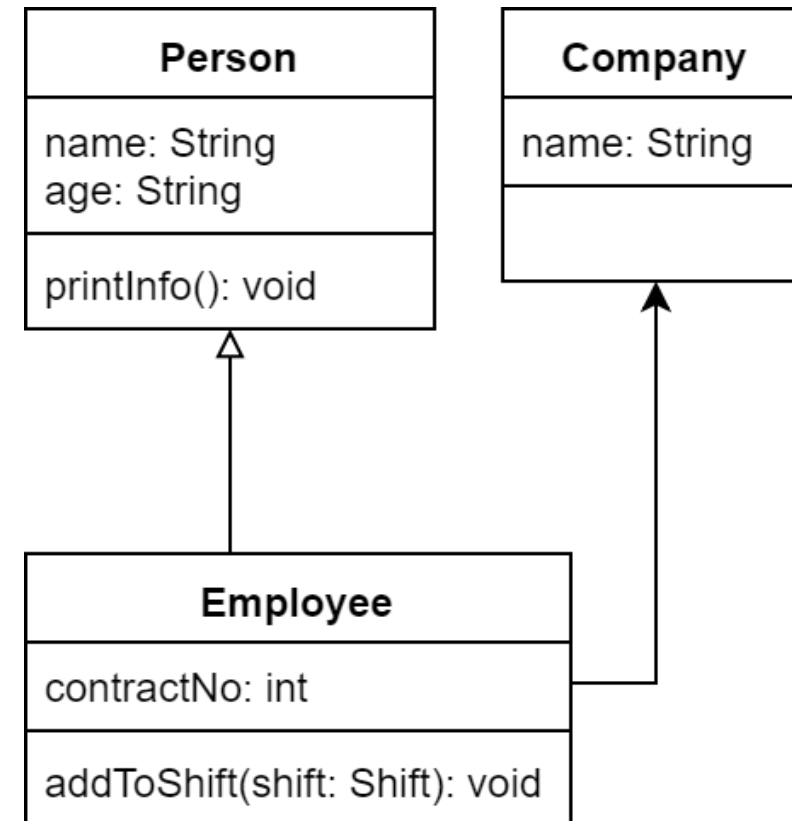 Person
name: String
age: String
printInfo(): void
Company
name: String
Employee
contractNo: int
addToShift(shift: Shift): void